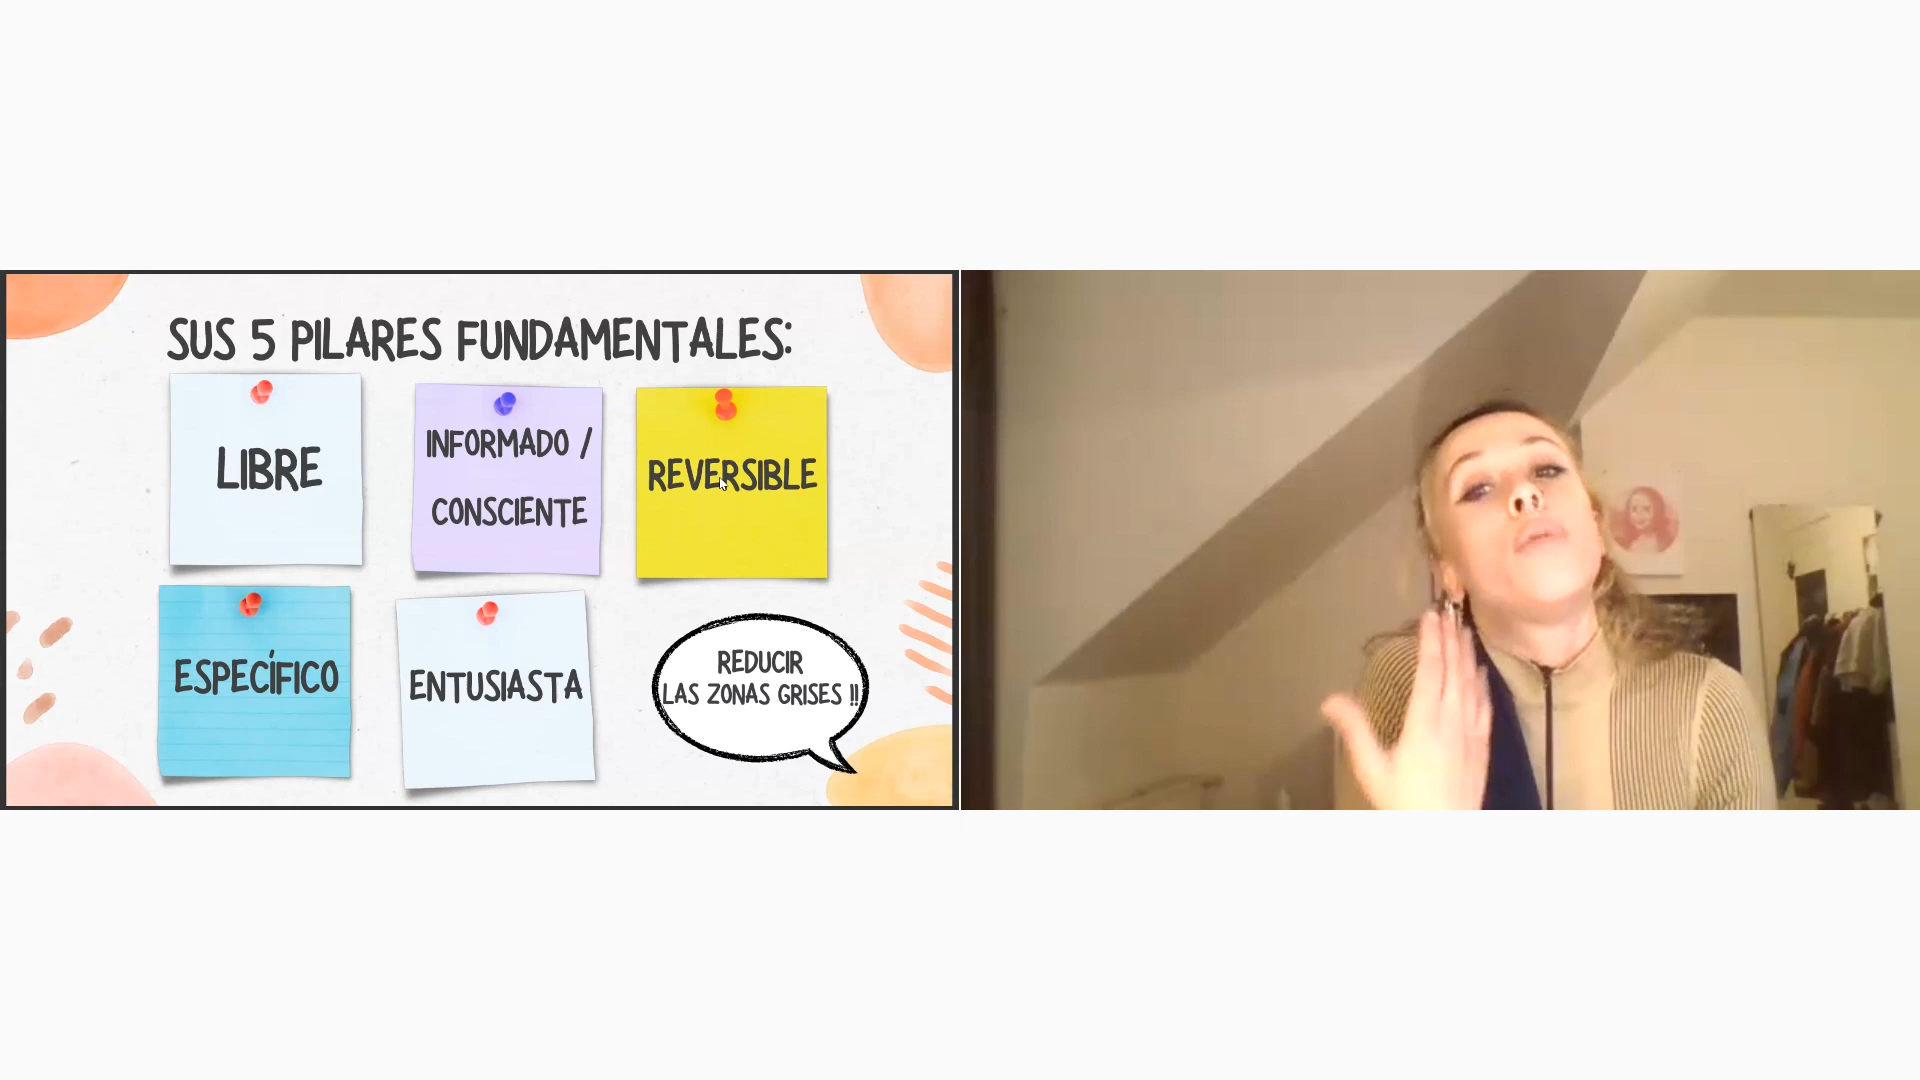 SUS 5 PILARES FUNDAMENTALES:
LIBRE
INFORMADO /
CONSCIENTE
REVERSIBLE
ESPECÍFICO
ENTUSIASTA
REDUCIR
LAS ZONAS GRISES !!